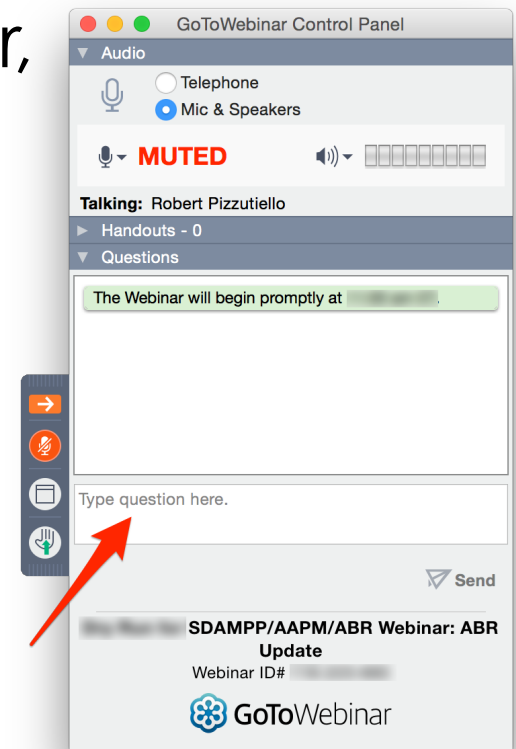 r,
GoToWebinar Control Panel
Audio
Telephone
Mic & Speakers
MUTED
Talking: Robert Pizzutiello
Handouts - 0
Questions
The Webinar will begin promptly at
Type question here.
Send
SDAMPP/AAPM/ABR Webinar: ABR
Update
Webinar ID#
GoToWebinar